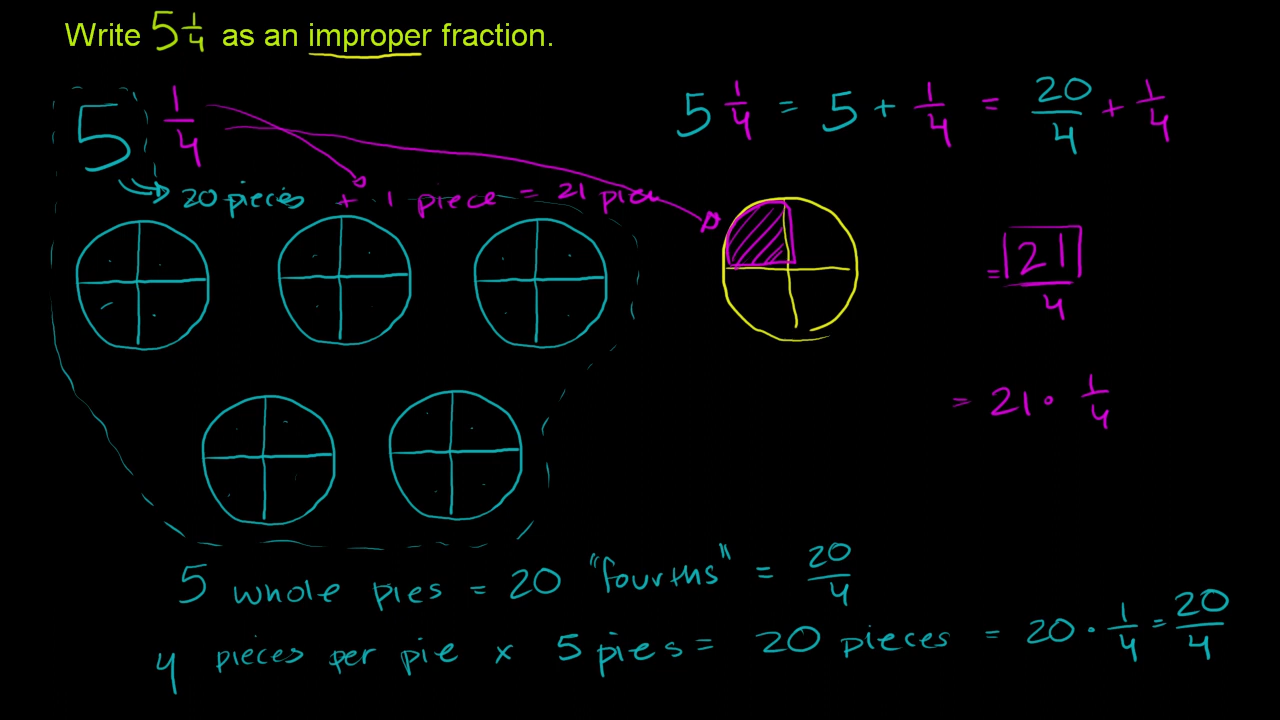 Write 5 1/4 as an improper fraction.
5 1/4
5 1/4 = 5 + 1/4 = 20/4 + 1/4
20 pieces + 1 piece = 21 piec
= 21/4
= 21 · 1/4
5 whole pies = 20 "fourths" = 20/4
4 pieces per pie x 5 pies = 20 pieces = 20 · 1/4 = 20/4